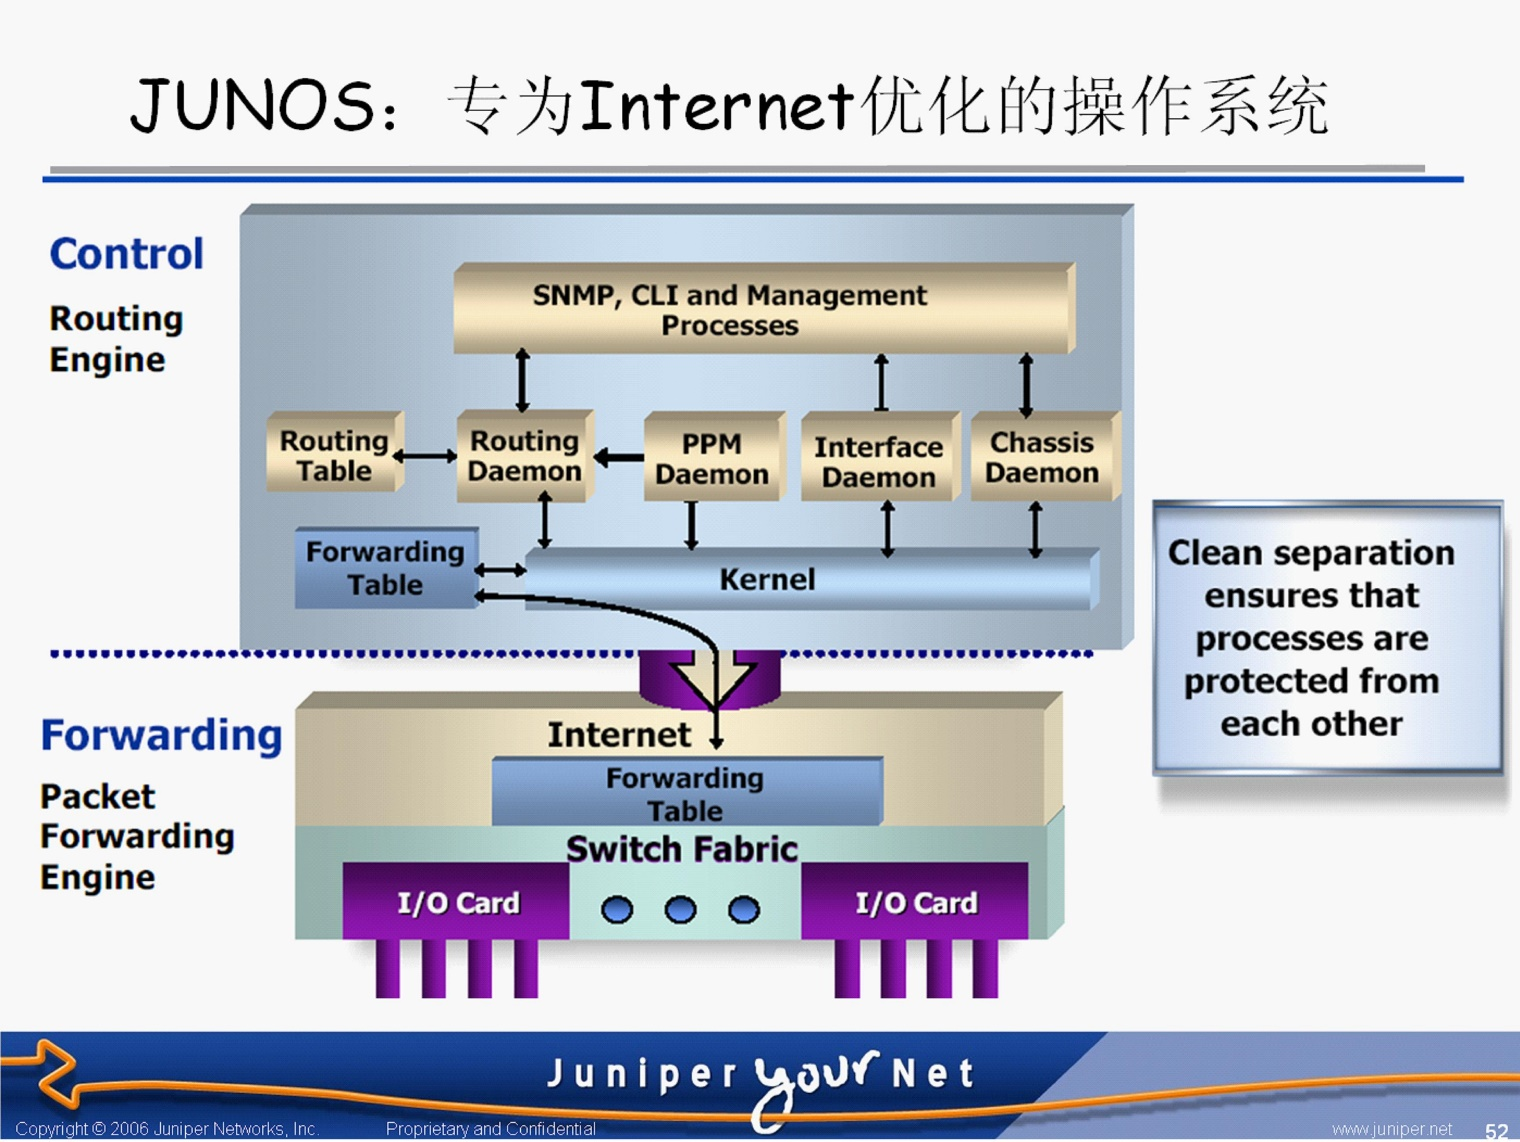 JUNOS：专为Internet优化的操作系统
Control
Routing
Engine
SNMP, CLI and Management
Processes
Routing
Table
Routing
Daemon
PPM
Daemon
Interface
Daemon
Chassis
Daemon
Forwarding
Table
Kernel
Clean separation
ensures that
processes are
protected from
each other
Forwarding
Packet
Forwarding
Engine
Internet
Forwarding
Table
Switch Fabric
I/O Card
I/O Card
Juniper your Net
Copyright © 2006 Juniper Networks, Inc.
Proprietary and Confidential
www.juniper.net
52